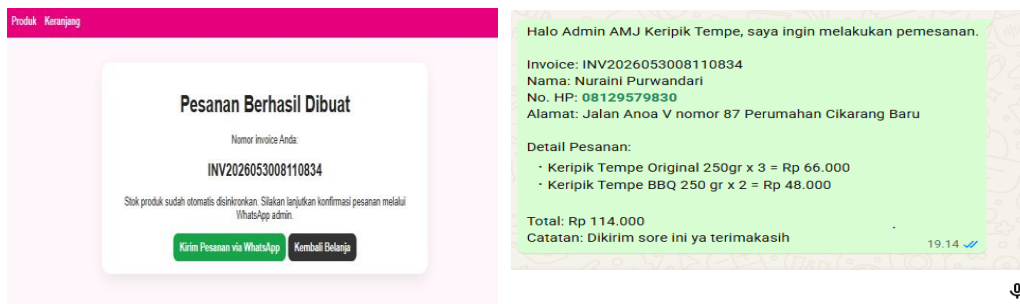 Produk Keranjang
Pesanan Berhasil Dibuat
Nomor invoice Anda:
INV2026053008110834
Stok produk sudah otomatis disinkronkan. Silakan lanjutkan konfirmasi pesanan melalui
WhatsApp admin.
Kirim Pesanan via WhatsApp Kembali Belanja
Halo Admin AMJ Keripik Tempe, saya ingin melakukan pemesanan.
Invoice: INV2026053008110834
Nama: Nuraini Purwandari
No. HP: 08129579830
Alamat: Jalan Anoa V nomor 87 Perumahan Cikarang Baru
Detail Pesanan:
· Keripik Tempe Original 250gr x 3 = Rp 66.000
· Keripik Tempe BBQ 250 gr x 2 = Rp 48.000
Total: Rp 114.000
Catatan: Dikirim sore ini ya terimakasih
19.14